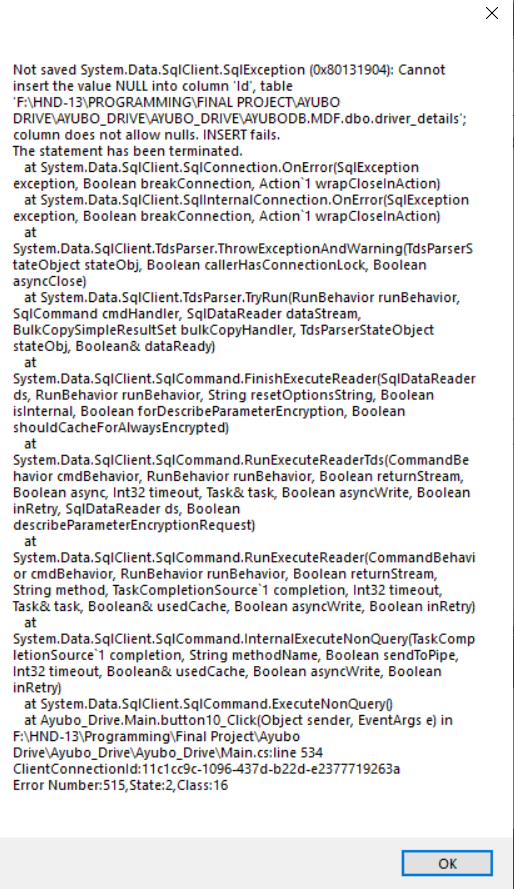 Not saved System.Data.SqlClient.SqlException (0x80131904): Cannot
insert the value NULL into column 'Id', table
'F:\HND-13\PROGRAMMING\FINAL PROJECT\AYUBO
DRIVE\AYUBO_DRIVE\AYUBO_DRIVE\AYUBODB.MDF.dbo.driver_details';
column does not allow nulls. INSERT fails.
The statement has been terminated.
at System.Data.SqlClient.SqlConnection.OnError(SqlException
exception, Boolean breakConnection, Action`1 wrapCloseInAction)
at System.Data.SqlClient.SqlInternalConnection.OnError(SqlException
exception, Boolean breakConnection, Action`1 wrapCloseInAction)
at
System.Data.SqlClient.TdsParser.ThrowExceptionAndWarning(TdsParserS
tateObject stateObj, Boolean callerHasConnectionLock, Boolean
asyncClose)
at System.Data.SqlClient.TdsParser.TryRun(RunBehavior runBehavior,
SqlCommand cmdHandler, SqlDataReader dataStream,
BulkCopySimpleResultSet bulkCopyHandler, TdsParserStateObject
stateObj, Boolean& dataReady)
at
System.Data.SqlClient.SqlCommand.FinishExecuteReader(SqlDataReader
ds, RunBehavior runBehavior, String resetOptionsString, Boolean
isInternal, Boolean forDescribeParameterEncryption, Boolean
shouldCacheForAlwaysEncrypted)
at
System.Data.SqlClient.SqlCommand.RunExecuteReaderTds(CommandBe
havior cmdBehavior, RunBehavior runBehavior, Boolean returnStream,
Boolean async, Int32 timeout, Task& task, Boolean asyncWrite, Boolean
inRetry, SqlDataReader ds, Boolean
describeParameterEncryptionRequest)
at
System.Data.SqlClient.SqlCommand.RunExecuteReader(CommandBehavi
or cmdBehavior, RunBehavior runBehavior, Boolean returnStream,
String method, TaskCompletionSource`1 completion, Int32 timeout,
Task& task, Boolean& usedCache, Boolean asyncWrite, Boolean inRetry)
at
System.Data.SqlClient.SqlCommand.InternalExecuteNonQuery(TaskComp
letionSource`1 completion, String methodName, Boolean sendToPipe,
Int32 timeout, Boolean& usedCache, Boolean asyncWrite, Boolean
inRetry)
at System.Data.SqlClient.SqlCommand.ExecuteNonQuery()
at Ayubo_Drive.Main.button10_Click(Object sender, EventArgs e) in
F:\HND-13\Programming\Final Project\Ayubo
Drive\Ayubo_Drive\Ayubo_Drive\Main.cs:line 534
ClientConnectionId:11c1cc9c-1096-437d-b22d-e2377719263a
Error Number:515,State:2,Class:16
OK